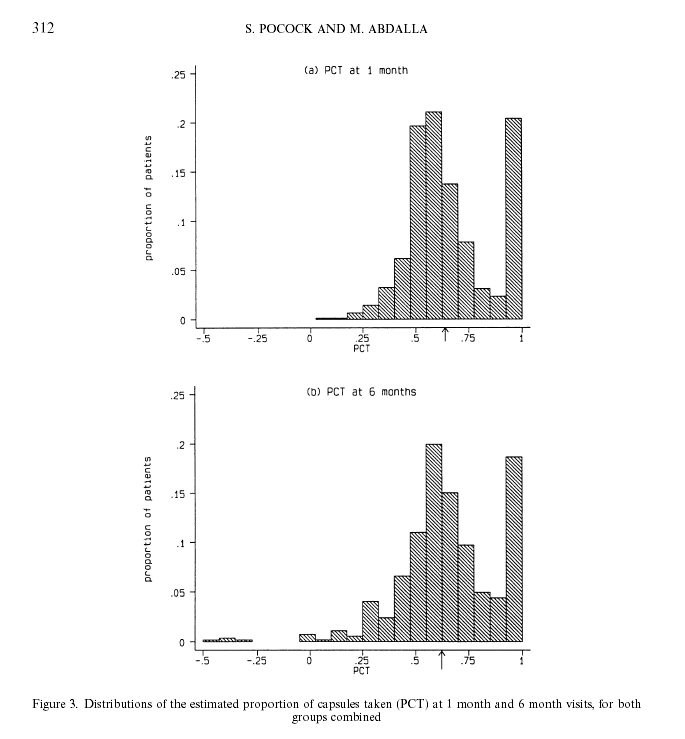 312
S. POCOCK AND M. ABDALLA
(a) PCT at 1 month
.25
.2
.15
.1
.05
0
proportion of patients
-.5 -.25 0 .25 .5 .75 1
PCT
(b) PCT at 6 months
.25
.2
.15
.1
.05
0
proportion of patients
-.5 -.25 0 .25 .5 .75 1
PCT
Figure 3. Distributions of the estimated proportion of capsules taken (PCT) at 1 month and 6 month visits, for both
groups combined